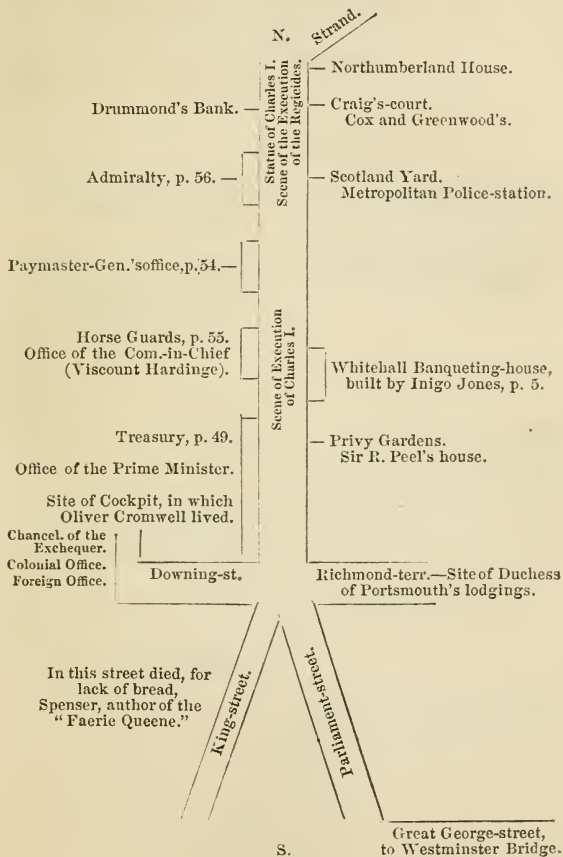 N.
Strand.
Northumberland House.
Drummond's Bank.
Craig's-court.
Cox and Greenwood's.
Statue of Charles I.
Scene of the Execution
of the Regicides.
Admiralty, p. 56.
Scotland Yard.
Metropolitan Police-station.
Paymaster-Gen.'soffice,p.54.
Horse Guards, p. 55.
Office of the Com.-in-Chief
(Viscount Hardinge).
Scene of Execution
of Charles I.
Whitehall Banqueting-house,
built by Inigo Jones, p. 5.
Treasury, p. 49.
Office of the Prime Minister.
Privy Gardens.
Sir R. Peel's house.
Site of Cockpit, in which
Oliver Cromwell lived.
Chancel. of the
Exchequer.
Colonial Office.
Foreign Office.
Downing-st.
Richmond-terr.—Site of Duchess
of Portsmouth's lodgings.
In this street died, for
lack of bread,
Spenser, author of the
"Faerie Queene."
King-street.
Parliament-street.
Great George-street,
to Westminster Bridge.
S.